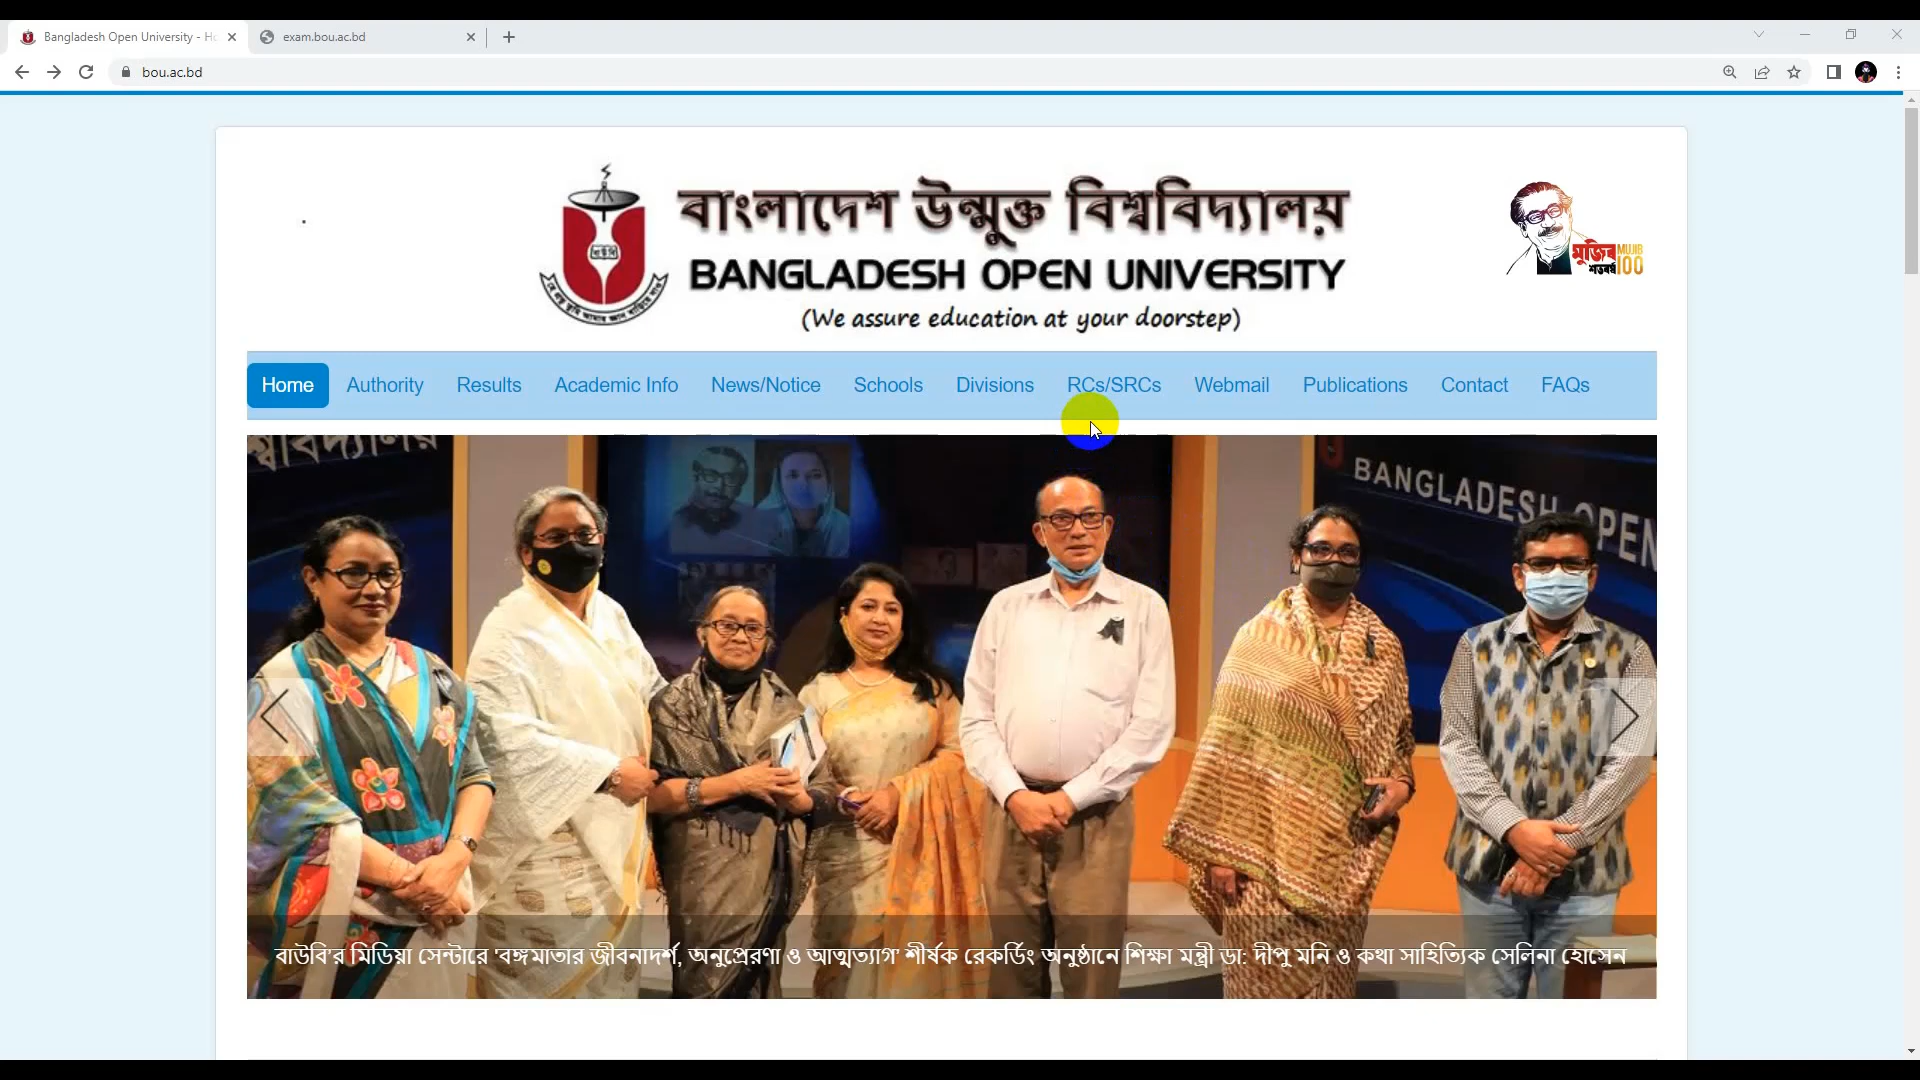 Bangladesh Open University - Ho
exam.bou.ac.bd
bou.ac.bd
বাংলাদেশ উন্মুক্ত বিশ্ববিদ্যালয়
BANGLADESH OPEN UNIVERSITY
(We assure education at your doorstep)
বাউবি
মুজিব MUJIB
শতবর্ষ 100
Home Authority Results Academic Info News/Notice Schools Divisions RCs/SRCs Webmail Publications Contact FAQs
BANGLADESH OPEN
বাউবি'র মিডিয়া সেন্টারে 'বঙ্গমাতার জীবনাদর্শ, অনুপ্রেরণা ও আত্মত্যাগ' শীর্ষক রেকর্ডিং অনুষ্ঠানে শিক্ষা মন্ত্রী ডা: দীপু মনি ও কথা সাহিত্যিক সেলিনা হোসেন